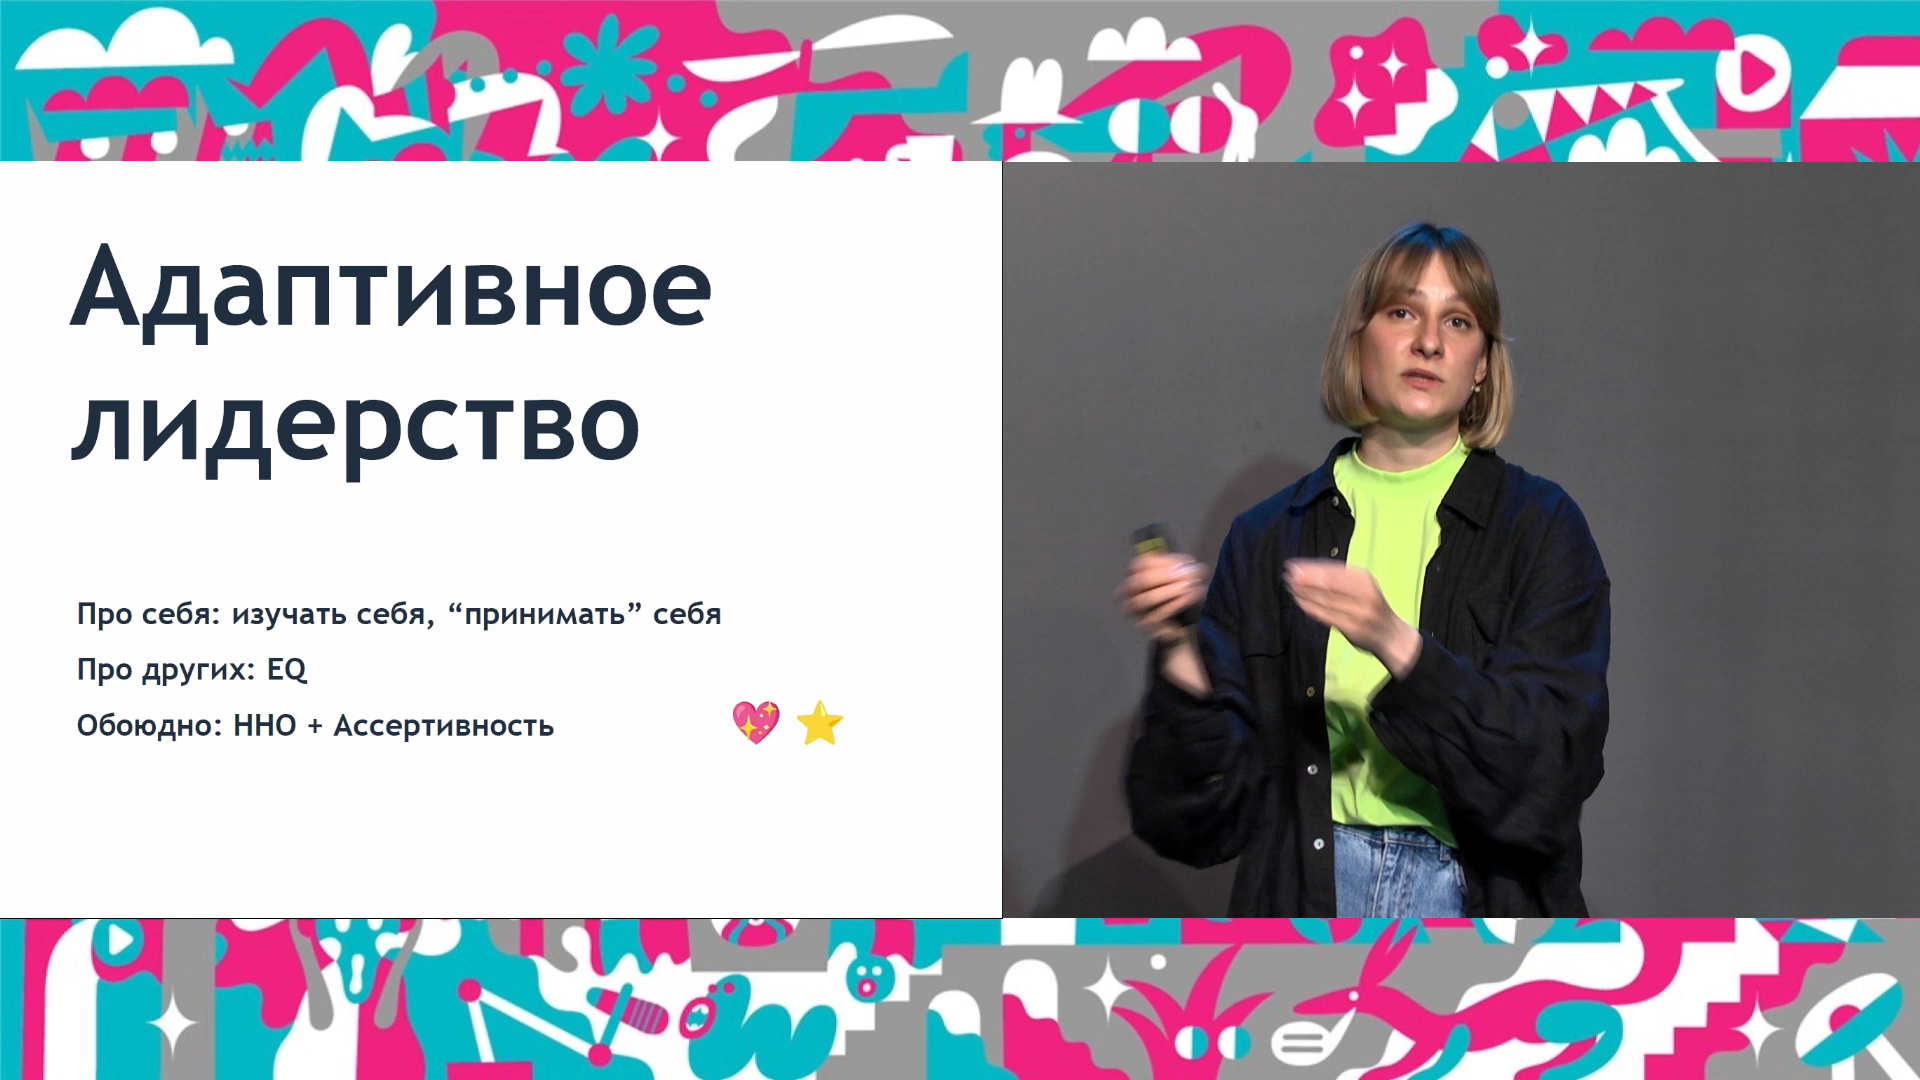 Адаптивное
лидерство
Про себя: изучать себя, “принимать” себя
Про других: EQ
Обоюдно: ННО + Ассертивность